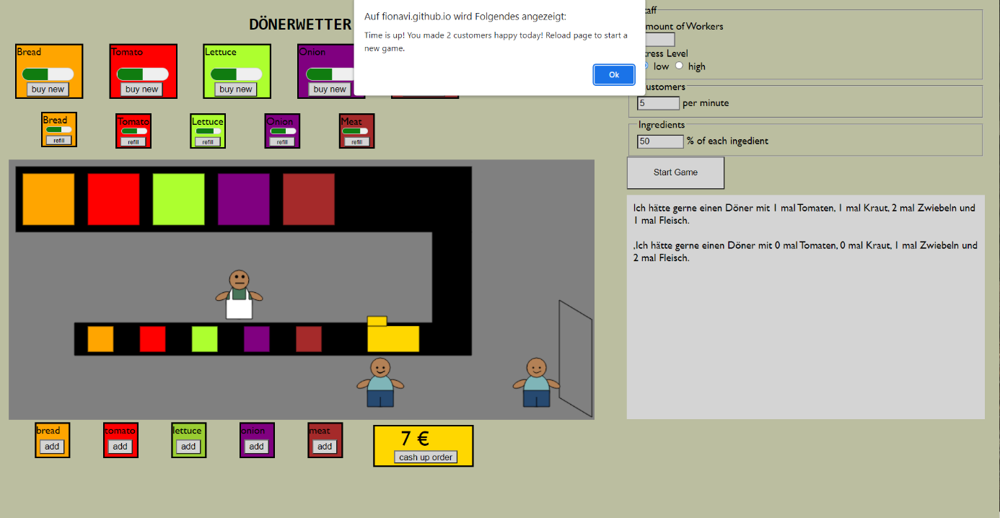 DÖNERWETTER
Auf fionavi.github.io wird Folgendes angezeigt:
Time is up! You made 2 customers happy today! Reload page to start a
new game.
Ok
Bread
buy new
Tomato
buy new
Lettuce
buy new
Onion
buy new
Bread
refill
Tomato
refill
Lettuce
refill
Onion
refill
Meat
refill
taff
mount of Workers
tress Level
low
high
ustomers
5 per minute
Ingredients
50 % of each ingedient
Start Game
Ich hätte gerne einen Döner mit 1 mal Tomaten, 1 mal Kraut, 2 mal Zwiebeln und
1 mal Fleisch.
,Ich hätte gerne einen Döner mit 0 mal Tomaten, 0 mal Kraut, 1 mal Zwiebeln und
2 mal Fleisch.
bread
add
tomato
add
lettuce
add
onion
add
meat
add
7 €
cash up order